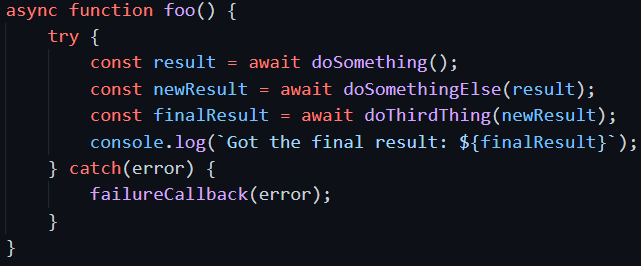 async function foo() {
    try {
        const result = await doSomething();
        const newResult = await doSomethingElse(result);
        const finalResult = await doThirdThing(newResult);
        console.log(`Got the final result: ${finalResult}`);
    } catch(error) {
        failureCallback(error);
    }
}